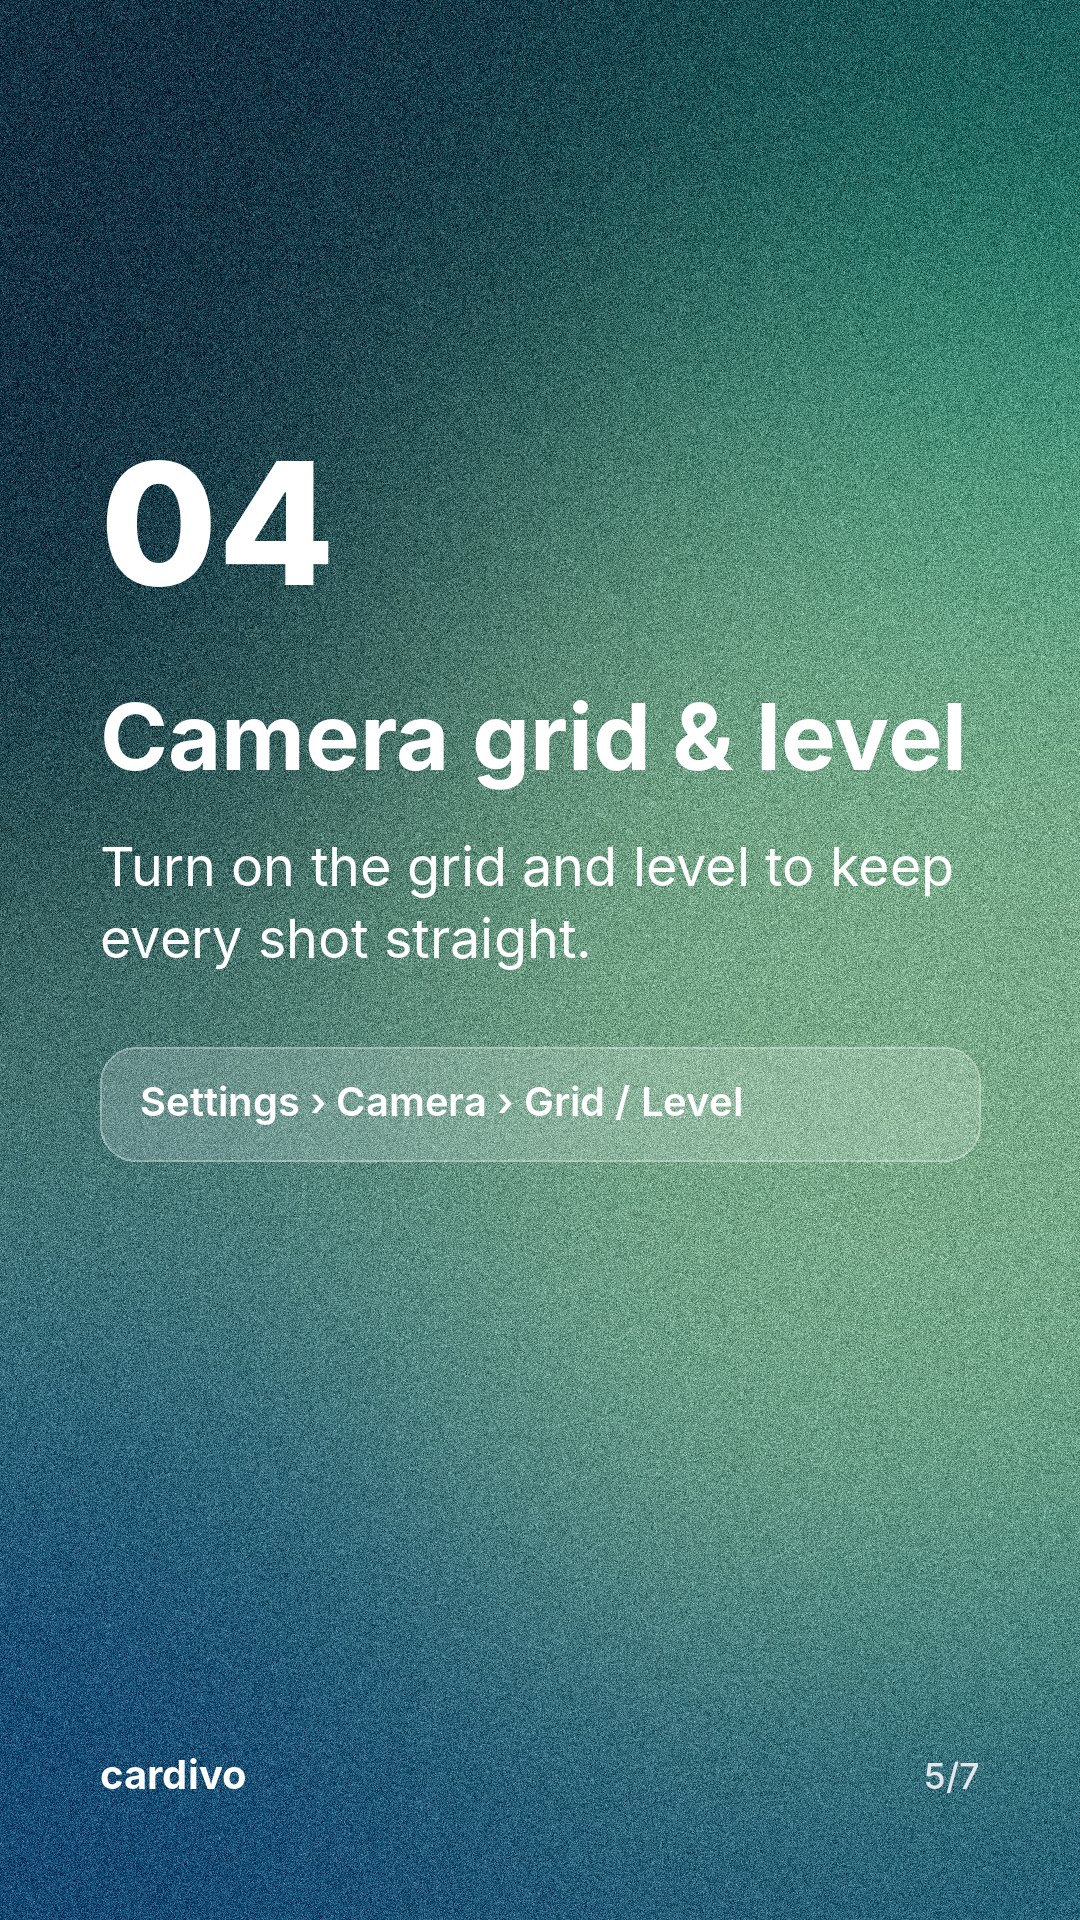 04
Camera grid & level
Turn on the grid and level to keep
every shot straight.
Settings › Camera › Grid / Level
cardivo
5/7